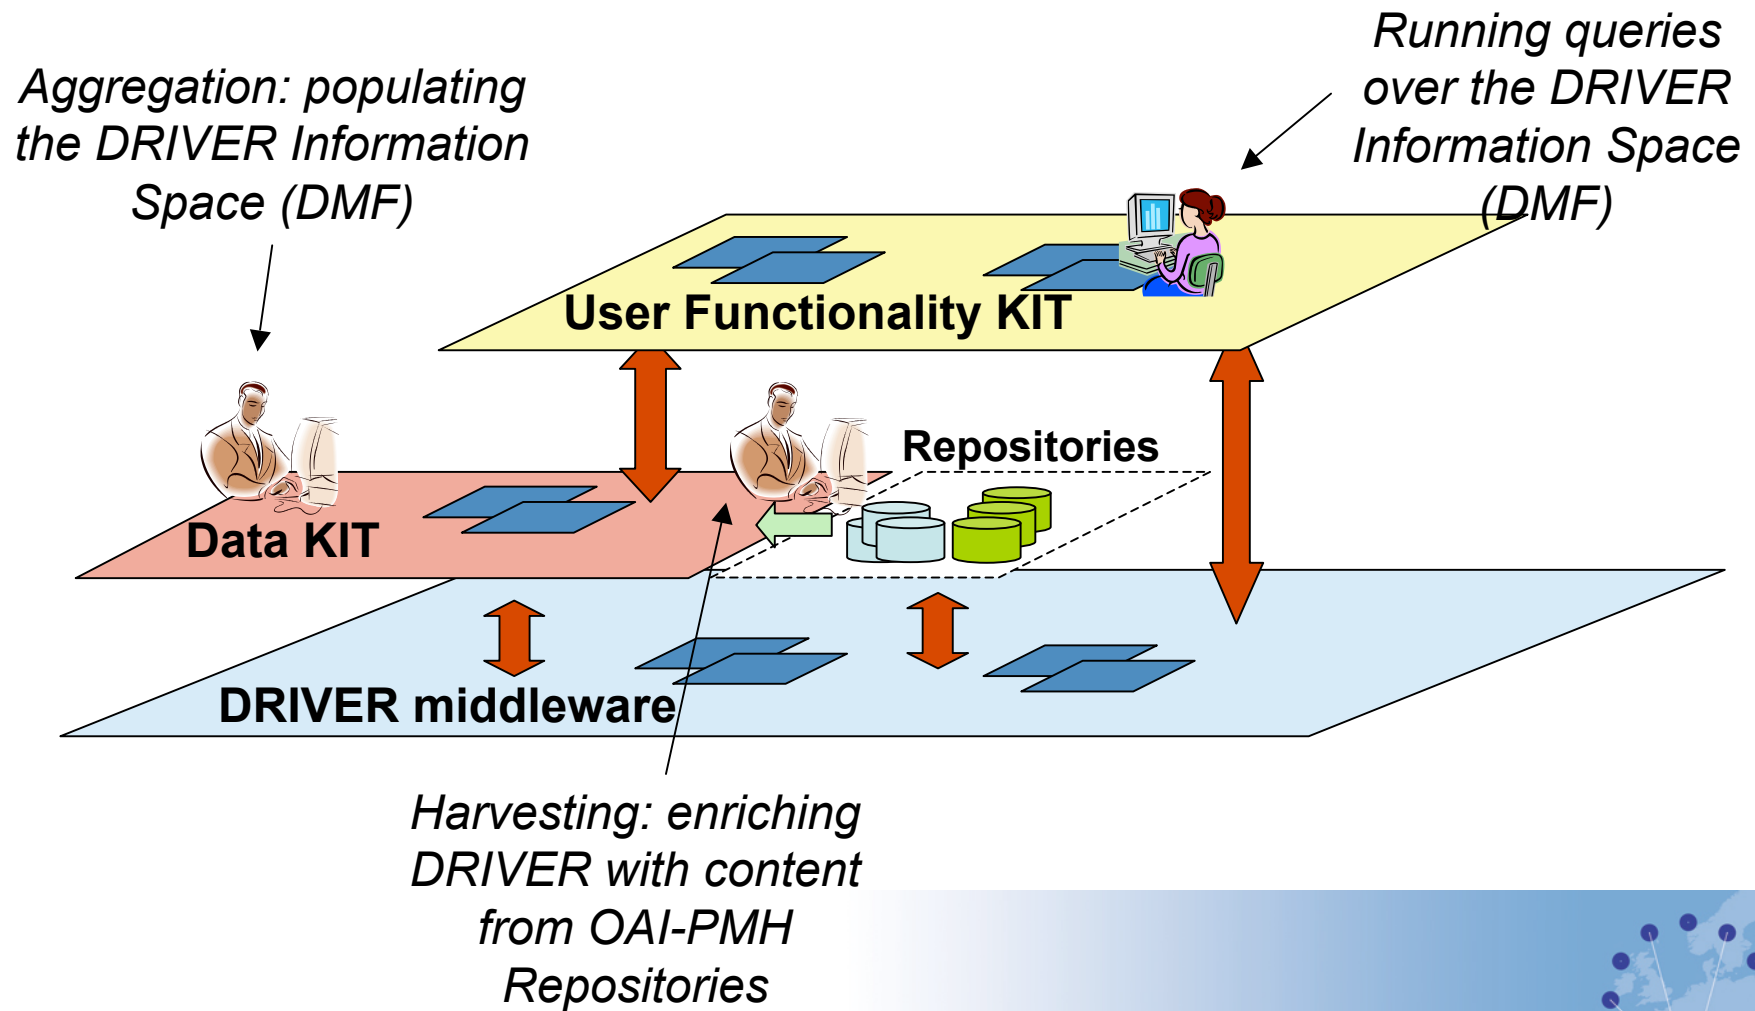 Aggregation: populating
the DRIVER Information
Space (DMF)
Running queries
over the DRIVER
Information Space
(DMF)
User Functionality KIT
Repositories
Data KIT
DRIVER middleware
Harvesting: enriching
DRIVER with content
from OAI-PMH
Repositories